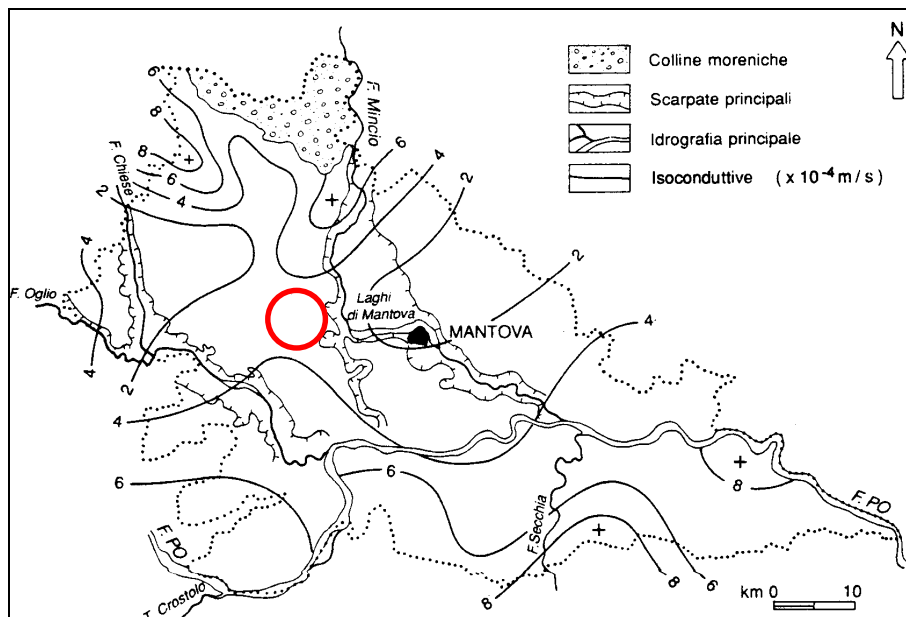 N
Colline moreniche
Scarpate principali
Idrografia principale
Isoconduttive ( x 10⁻⁴ m / s )
F. Mincio
6
8
8
6
4
6
4
2
F. Chiese
2
4
2
F. Oglio
Laghi
di Mantova
MANTOVA
4
2
4
4
6
6
8
F. PO
F. Secchia
F. PO
T. Crostolo
8
8
6
km 0 10